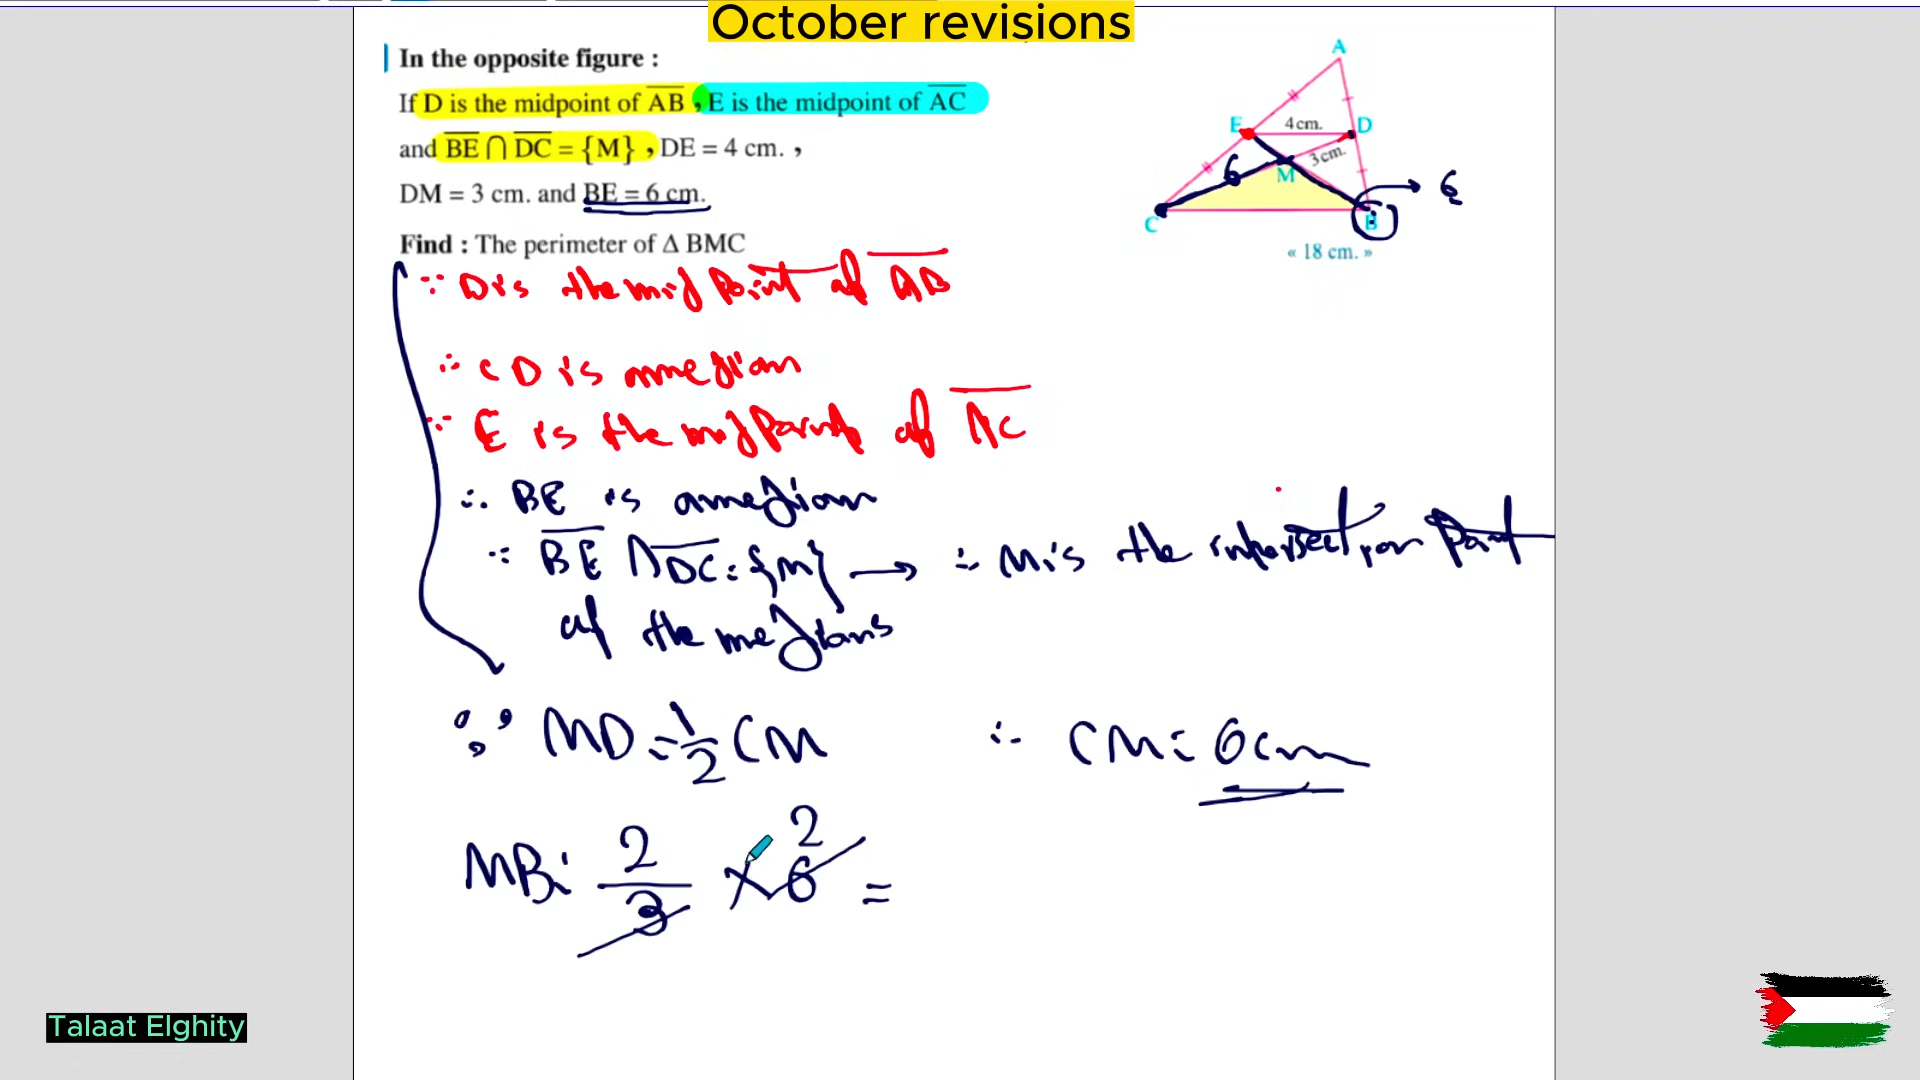 October revisions
In the opposite figure :
If D is the midpoint of AB , E is the midpoint of AC
and BE ∩ DC = {M} , DE = 4 cm. ,
DM = 3 cm. and BE = 6 cm.
Find : The perimeter of Δ BMC
A
E
4 cm.
D
3 cm.
6
M
6
C
B
« 18 cm. »
∵ D is the mid point of AB
∴ CD is a median
∵ E is the mid point of AC
∴ BE is a median
∵ BE ∩ DC = {M} → ∴ M is the intersection point
of the medians
∵ MD = 1/2 CM ∴ CM = 6 cm
MB = 2/3 × 6 2 =
Talaat Elghity